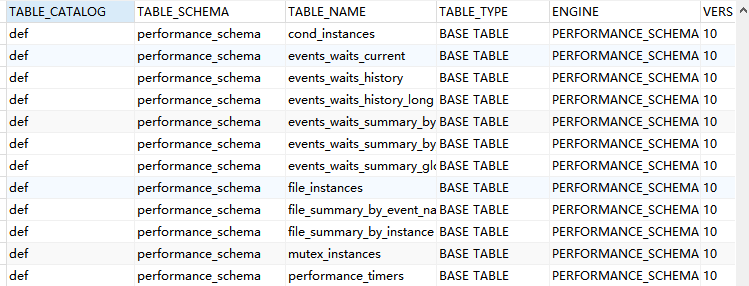 TABLE_CATALOG TABLE_SCHEMA TABLE_NAME TABLE_TYPE ENGINE VERS
def performance_schema cond_instances BASE TABLE PERFORMANCE_SCHEMA 10
def performance_schema events_waits_current BASE TABLE PERFORMANCE_SCHEMA 10
def performance_schema events_waits_history BASE TABLE PERFORMANCE_SCHEMA 10
def performance_schema events_waits_history_long BASE TABLE PERFORMANCE_SCHEMA 10
def performance_schema events_waits_summary_by BASE TABLE PERFORMANCE_SCHEMA 10
def performance_schema events_waits_summary_by BASE TABLE PERFORMANCE_SCHEMA 10
def performance_schema events_waits_summary_glo BASE TABLE PERFORMANCE_SCHEMA 10
def performance_schema file_instances BASE TABLE PERFORMANCE_SCHEMA 10
def performance_schema file_summary_by_event_na BASE TABLE PERFORMANCE_SCHEMA 10
def performance_schema file_summary_by_instance BASE TABLE PERFORMANCE_SCHEMA 10
def performance_schema mutex_instances BASE TABLE PERFORMANCE_SCHEMA 10
def performance_schema performance_timers BASE TABLE PERFORMANCE_SCHEMA 10